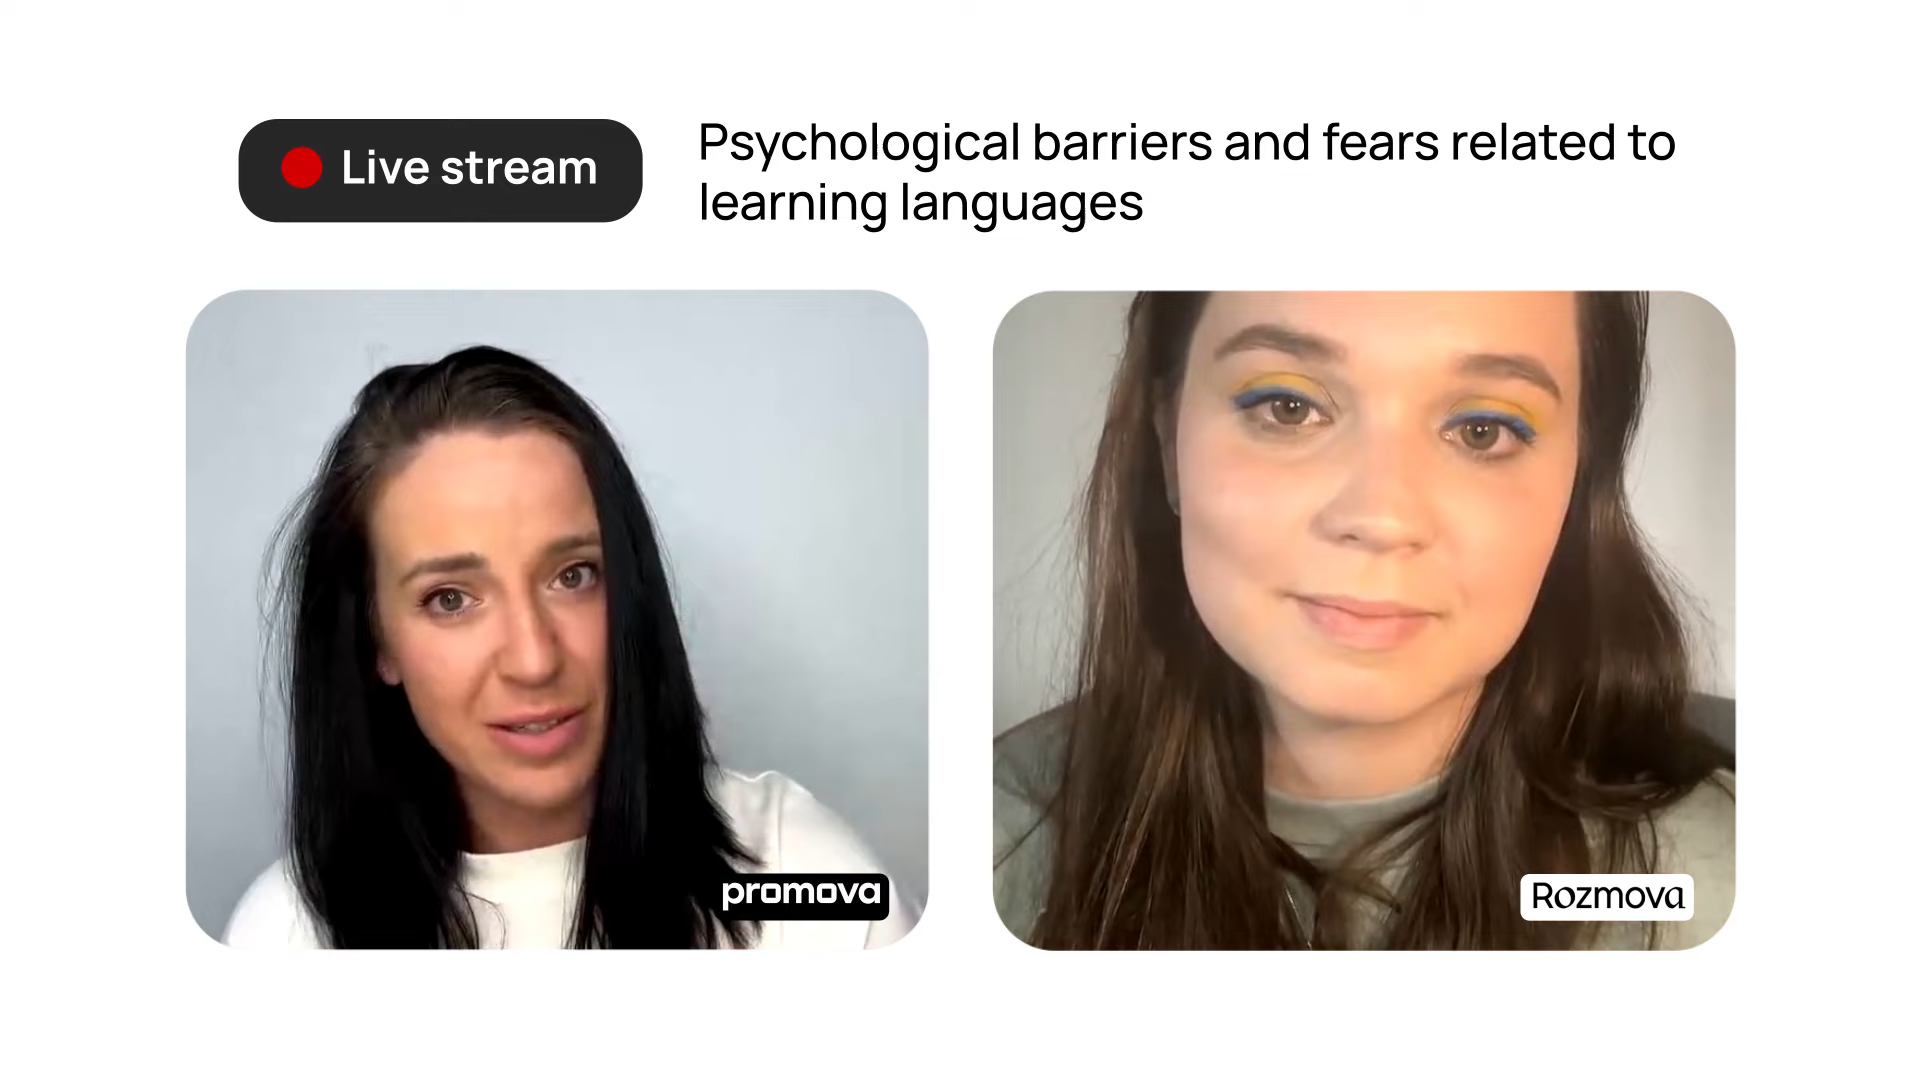 Live stream
Psychological barriers and fears related to
learning languages
promova
Rozmova